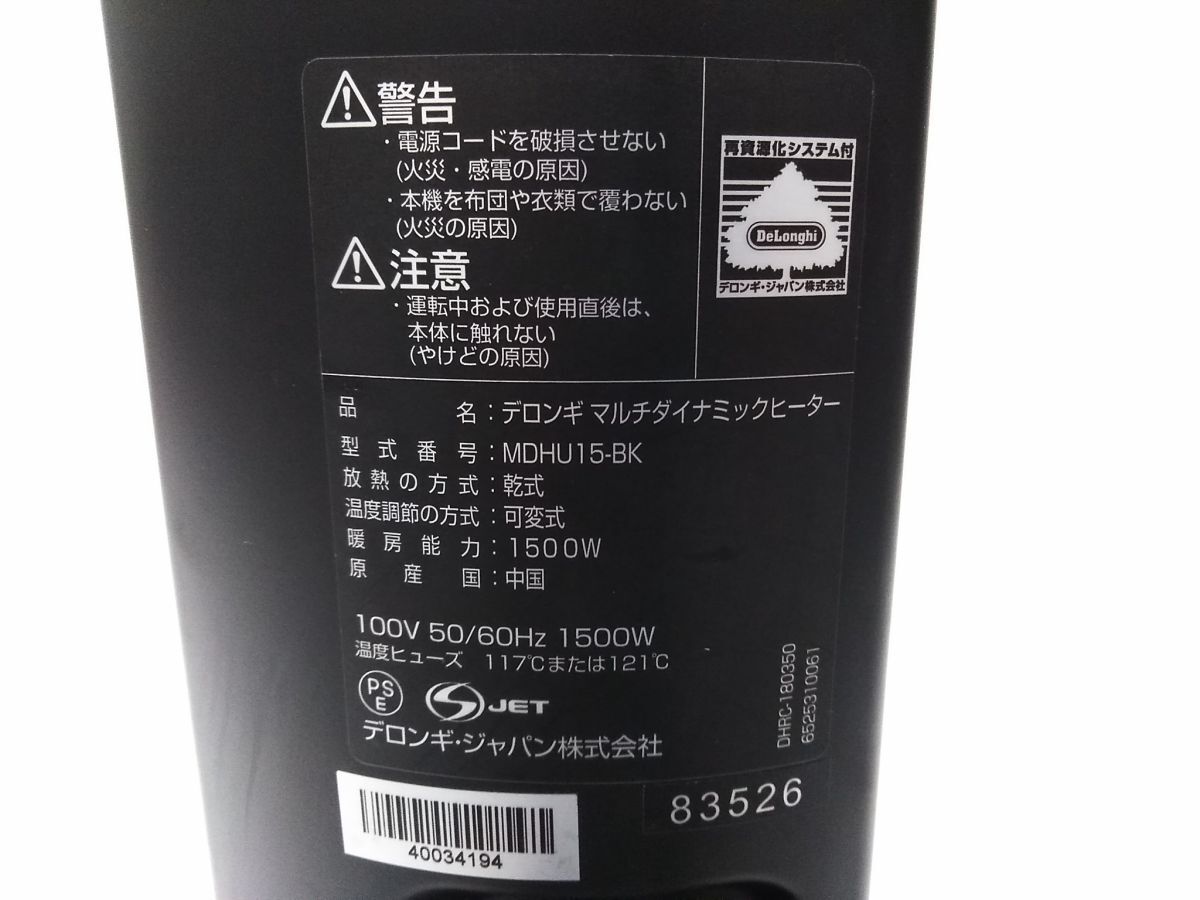 警告
・電源コードを破損させない
(火災・感電の原因)
・本機を布団や衣類で覆わない
(火災の原因)
注意
・運転中および使用直後は、
本体に触れない
(やけどの原因)
再資源化システム付
DeLonghi
デロンギ・ジャパン株式会社
品名：デロンギ マルチダイナミックヒーター
型式番号：MDHU15-BK
放熱の方式：乾式
温度調節の方式：可変式
暖房能力：1500W
原産国：中国
100V 50/60Hz 1500W
温度ヒューズ 117℃または121℃
PSE
JET
デロンギ・ジャパン株式会社
DHRC-180350
6525310061
83526
40034194